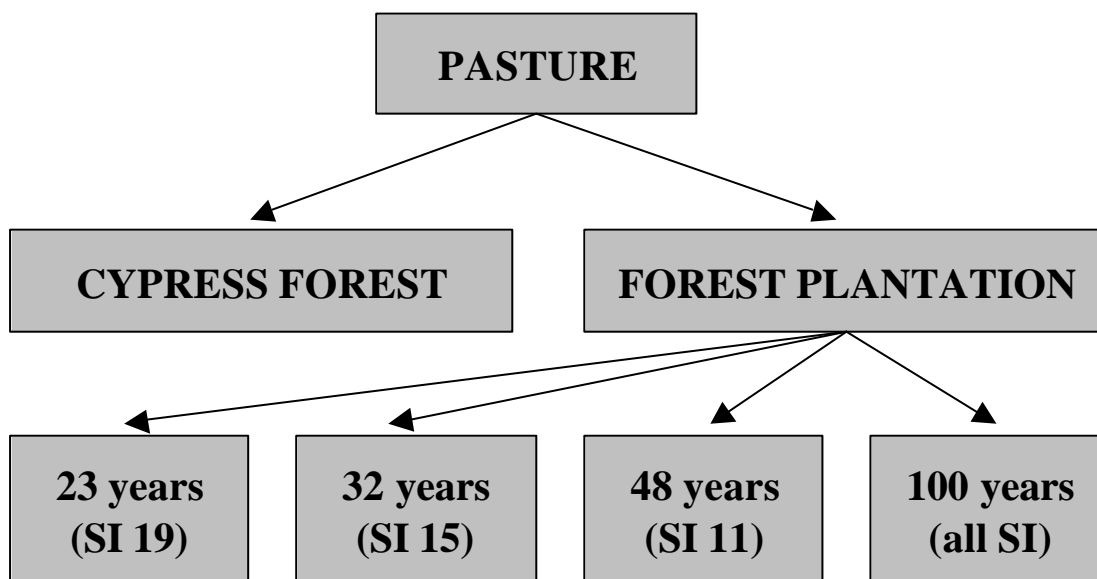 PASTURE
CYPRESS FOREST
FOREST PLANTATION
23 years
(SI 19)
32 years
(SI 15)
48 years
(SI 11)
100 years
(all SI)